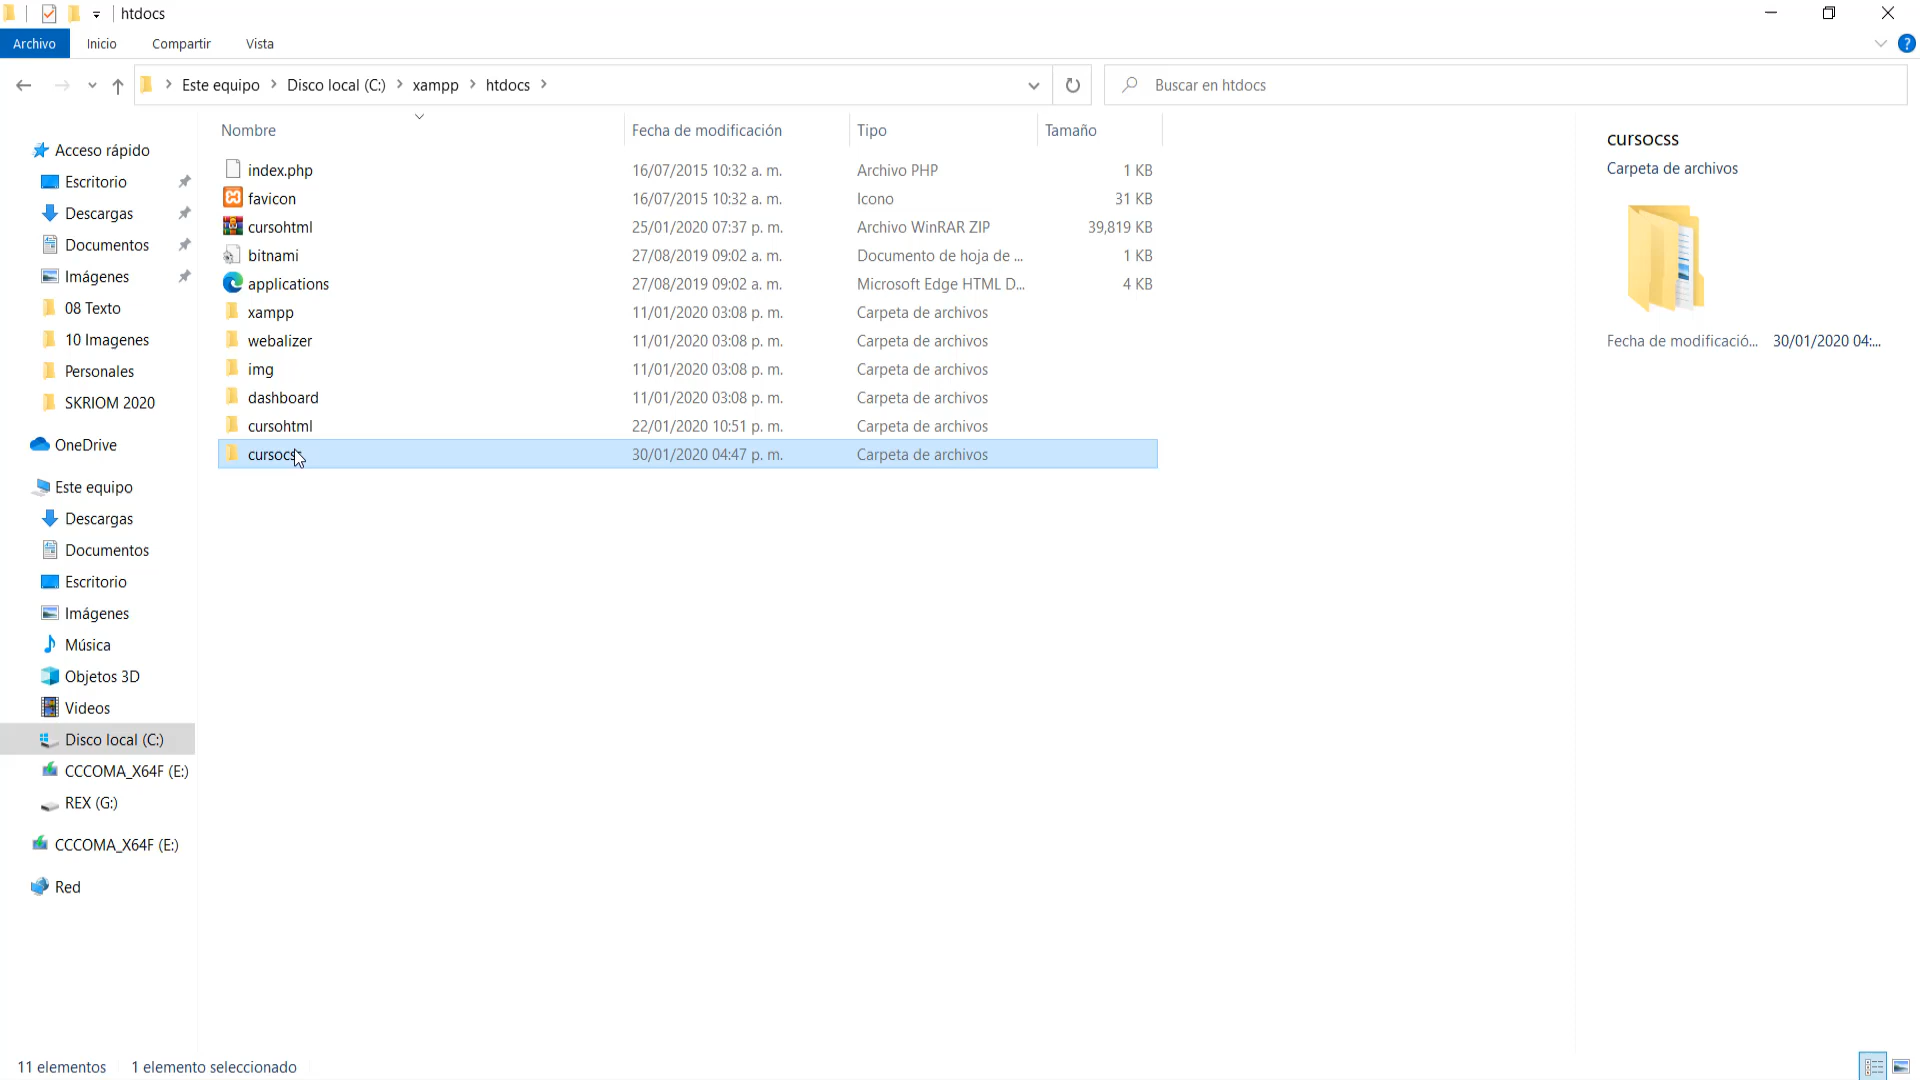 htdocs
Archivo Inicio Compartir Vista
Este equipo Disco local (C:) xampp htdocs Buscar en htdocs
Nombre Fecha de modificación Tipo Tamaño
index.php 16/07/2015 10:32 a. m. Archivo PHP 1 KB
favicon 16/07/2015 10:32 a. m. Icono 31 KB
cursohtml 25/01/2020 07:37 p. m. Archivo WinRAR ZIP 39,819 KB
bitnami 27/08/2019 09:02 a. m. Documento de hoja de ... 1 KB
applications 27/08/2019 09:02 a. m. Microsoft Edge HTML D... 4 KB
xampp 11/01/2020 03:08 p. m. Carpeta de archivos
webalizer 11/01/2020 03:08 p. m. Carpeta de archivos
img 11/01/2020 03:08 p. m. Carpeta de archivos
dashboard 11/01/2020 03:08 p. m. Carpeta de archivos
cursohtml 22/01/2020 10:51 p. m. Carpeta de archivos
cursocss 30/01/2020 04:47 p. m. Carpeta de archivos
Acceso rápido
Escritorio
Descargas
Documentos
Imágenes
08 Texto
10 Imagenes
Personales
SKRIOM 2020
OneDrive
Este equipo
Descargas
Documentos
Escritorio
Imágenes
Música
Objetos 3D
Videos
Disco local (C:)
CCCOMA_X64F (E:)
REX (G:)
CCCOMA_X64F (E:)
Red
cursocss
Carpeta de archivos
Fecha de modificació... 30/01/2020 04:...
11 elementos 1 elemento seleccionado